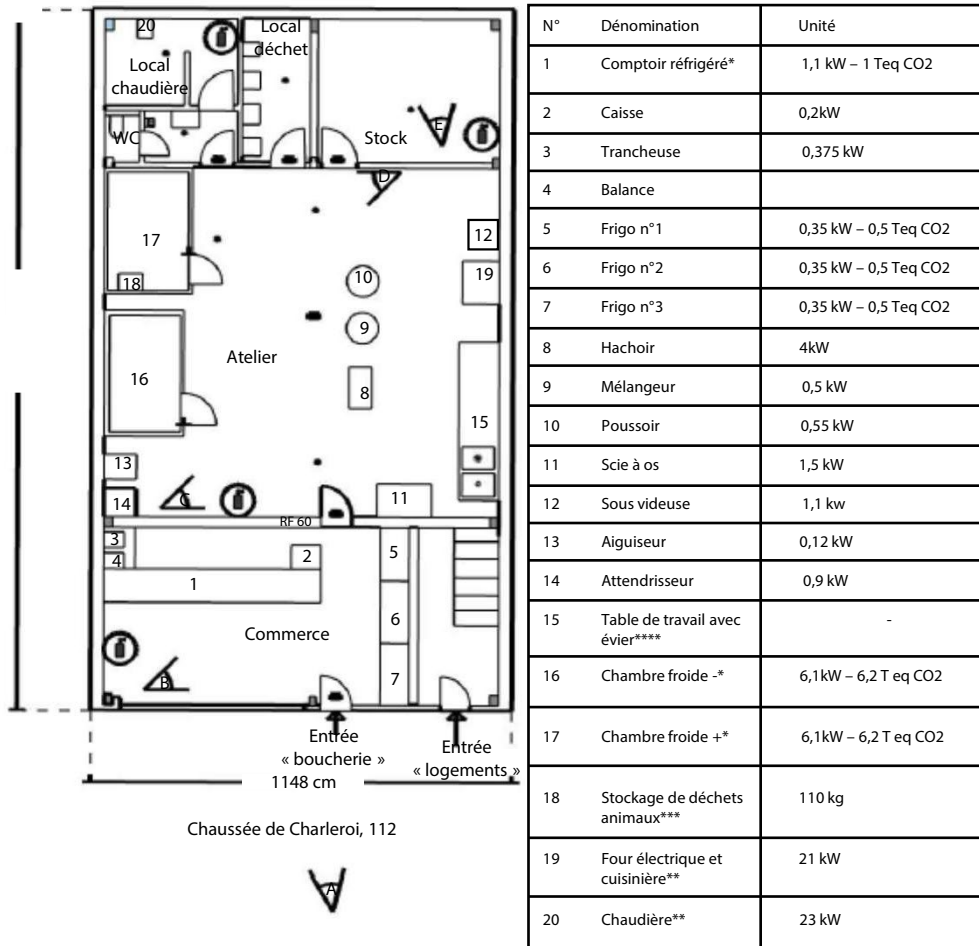 20
Local
déchet
Local
chaudière
WC
Stock
E
D
17
18
12
19
10
9
8
Atelier
16
15
13
14
C
11
RF 60
3
4
2
5
1
6
Commerce
7
B
Entrée
« boucherie »
Entrée
« logements »
1148 cm
Chaussée de Charleroi, 112
A
N° Dénomination Unité
1 Comptoir réfrigéré* 1,1 kW – 1 Teq CO2
2 Caisse 0,2kW
3 Trancheuse 0,375 kW
4 Balance
5 Frigo n°1 0,35 kW – 0,5 Teq CO2
6 Frigo n°2 0,35 kW – 0,5 Teq CO2
7 Frigo n°3 0,35 kW – 0,5 Teq CO2
8 Hachoir 4kW
9 Mélangeur 0,5 kW
10 Poussoir 0,55 kW
11 Scie à os 1,5 kW
12 Sous videuse 1,1 kw
13 Aiguiseur 0,12 kW
14 Attendrisseur 0,9 kW
15 Table de travail avec -
évier****
16 Chambre froide -* 6,1kW – 6,2 T eq CO2
17 Chambre froide +* 6,1kW – 6,2 T eq CO2
18 Stockage de déchets 110 kg
animaux***
19 Four électrique et 21 kW
cuisinière**
20 Chaudière** 23 kW